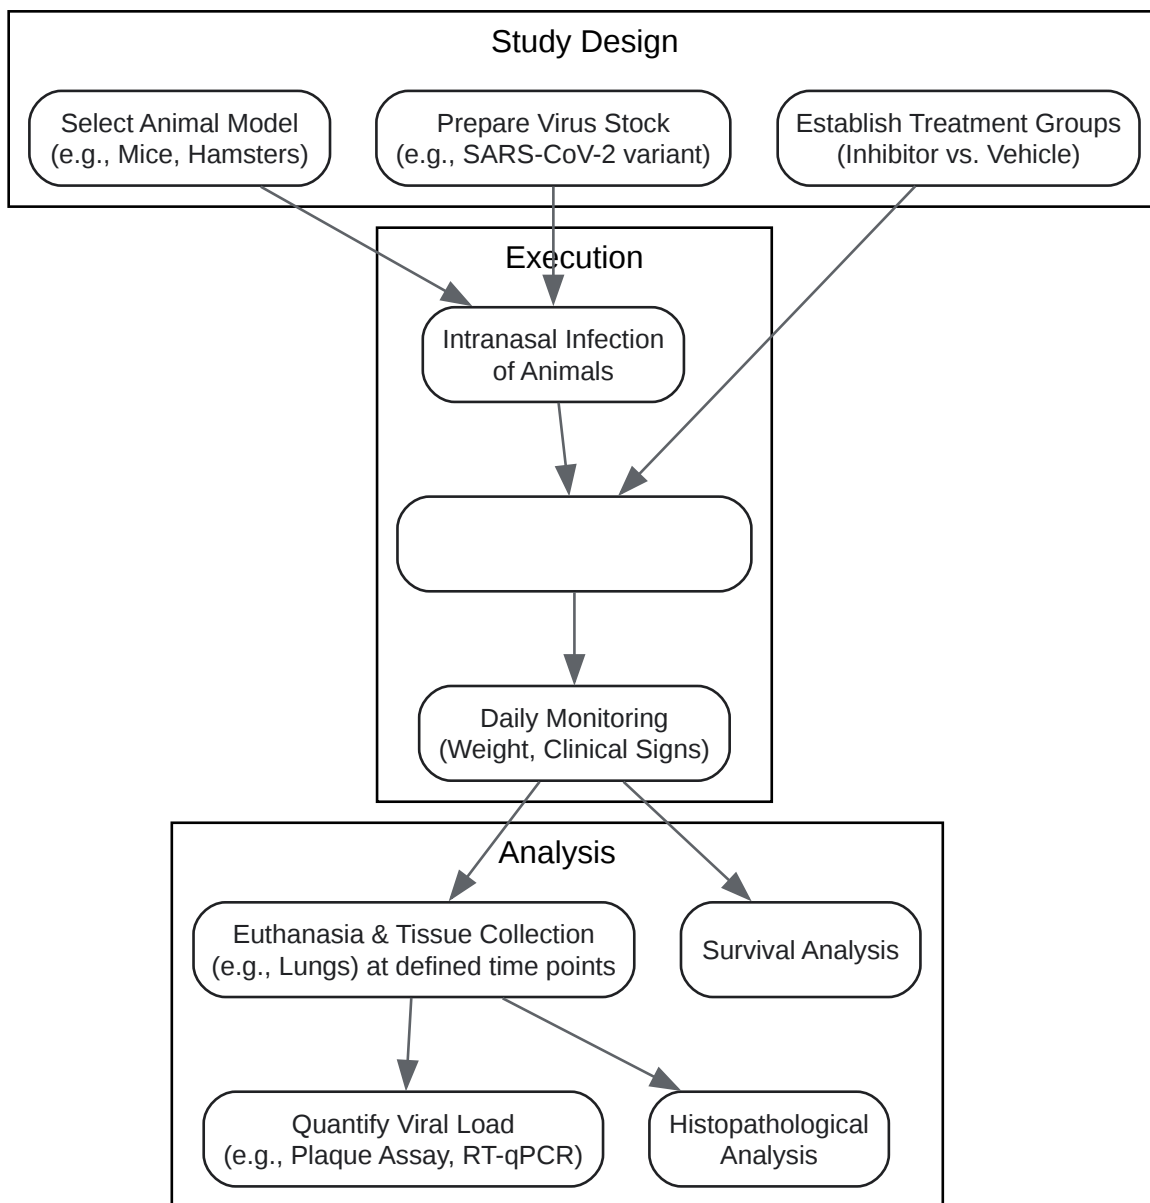 Study Design
Select Animal Model
(e.g., Mice, Hamsters)
Prepare Virus Stock
(e.g., SARS-CoV-2 variant)
Establish Treatment Groups
(Inhibitor vs. Vehicle)
Execution
Intranasal Infection
of Animals
Daily Monitoring
(Weight, Clinical Signs)
Analysis
Euthanasia & Tissue Collection
(e.g., Lungs) at defined time points
Survival Analysis
Quantify Viral Load
(e.g., Plaque Assay, RT-qPCR)
Histopathological
Analysis